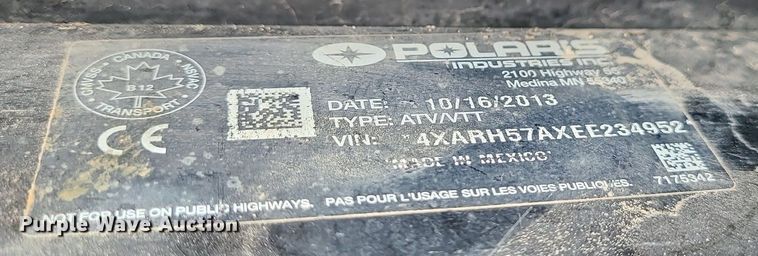 CANADA
CMVSS NSVAC
B12
TRANSPORT
POLARIS
INDUSTRIES INC.
2100 Highway 55
Medina MN 55340
DATE: 10/16/2013
TYPE: ATV/VTT
VIN: 4XARH57AXEE234952
"MADE IN MEXICO"
CE
7175342
NOT FOR USE ON PUBLIC HIGHWAYS. PAS POUR L'USAGE SUR LES VOIES PUBLIQUES.
Purple Wave Auction